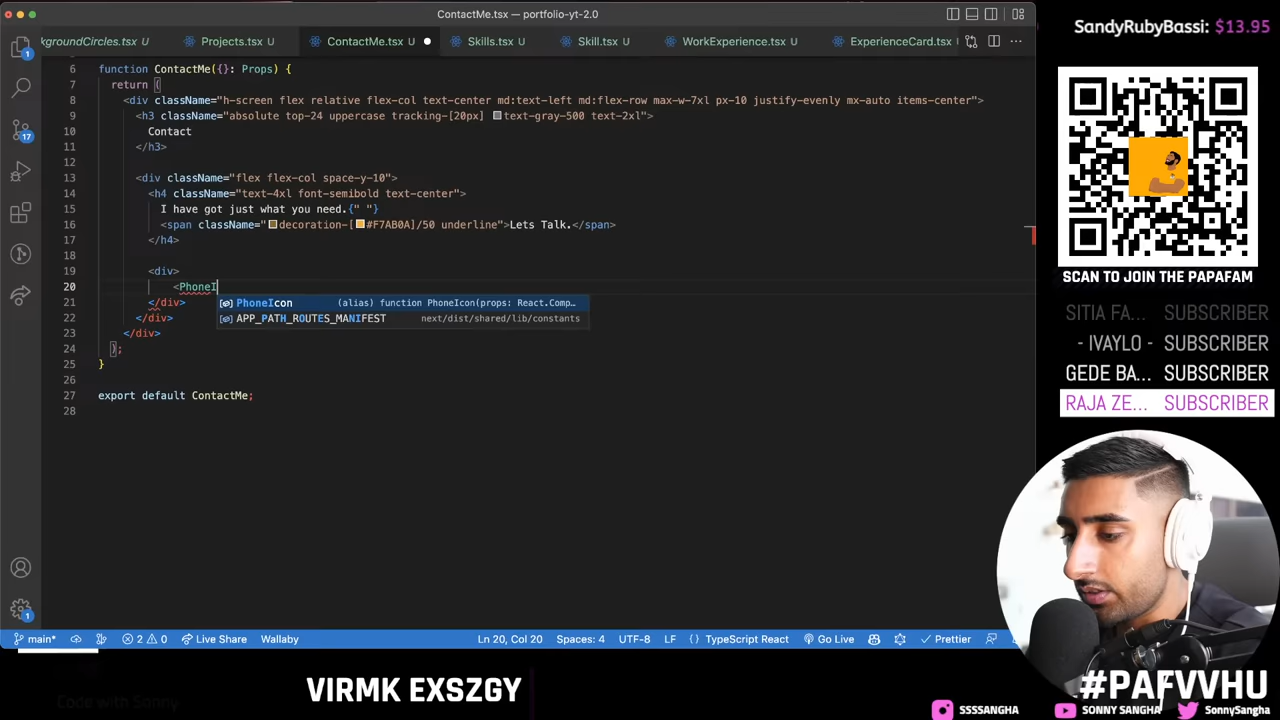 ContactMe.tsx — portfolio-yt-2.0
kgroundCircles.tsx U
Projects.tsx U
ContactMe.tsx U
Skills.tsx U
Skill.tsx U
WorkExperience.tsx U
ExperienceCard.tsx U
6 function ContactMe({}: Props) {
7 return (
8 <div className="h-screen flex relative flex-col text-center md:text-left md:flex-row max-w-7xl px-10 justify-evenly mx-auto items-center">
9 <h3 className="absolute top-24 uppercase tracking-[20px] text-gray-500 text-2xl">
10 Contact
11 </h3>
12
13 <div className="flex flex-col space-y-10">
14 <h4 className="text-4xl font-semibold text-center">
15 I have got just what you need.{" "}
16 <span className="decoration-[#F7AB0A]/50 underline">Lets Talk.</span>
17 </h4>
18
19 <div>
20 <PhoneI
21 </div>
22 </div>
23 </div>
24 );
25 }
26
27 export default ContactMe;
28
PhoneIcon (alias) function PhoneIcon(props: React.Comp…
APP_PATH_ROUTES_MANIFEST next/dist/shared/lib/constants
1
17
1
main*
2 0
Live Share
Wallaby
Ln 20, Col 20
Spaces: 4
UTF-8
LF
TypeScript React
Go Live
Prettier
SandyRubyBassi: $13.95
SCAN TO JOIN THE PAPAFAM
SITIA FA... SUBSCRIBER
- IVAYLO - SUBSCRIBER
GEDE BA... SUBSCRIBER
RAJA ZE... SUBSCRIBER
Code with Sonny
VIRMK EXSZGY
#PAFVVHU
SSSSANGHA
SONNY SANGHA
SonnySangha